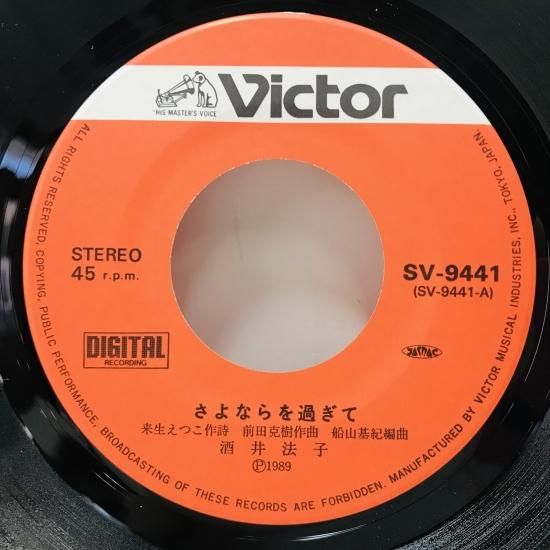 Victor
"HIS MASTER'S VOICE"
STEREO
45 r.p.m.
SV-9441
(SV-9441-A)
DIGITAL
RECORDING
JASRAC
さよならを過ぎて
来生えつこ作詩 前田克樹作曲 船山基紀編曲
酒井法子
Ⓟ1989
ALL RIGHTS RESERVED, COPYING, PUBLIC PERFORMANCE, BROADCASTING OF THESE RECORDS ARE FORBIDDEN. MANUFACTURED BY VICTOR MUSICAL INDUSTRIES, INC., TOKYO, JAPAN.